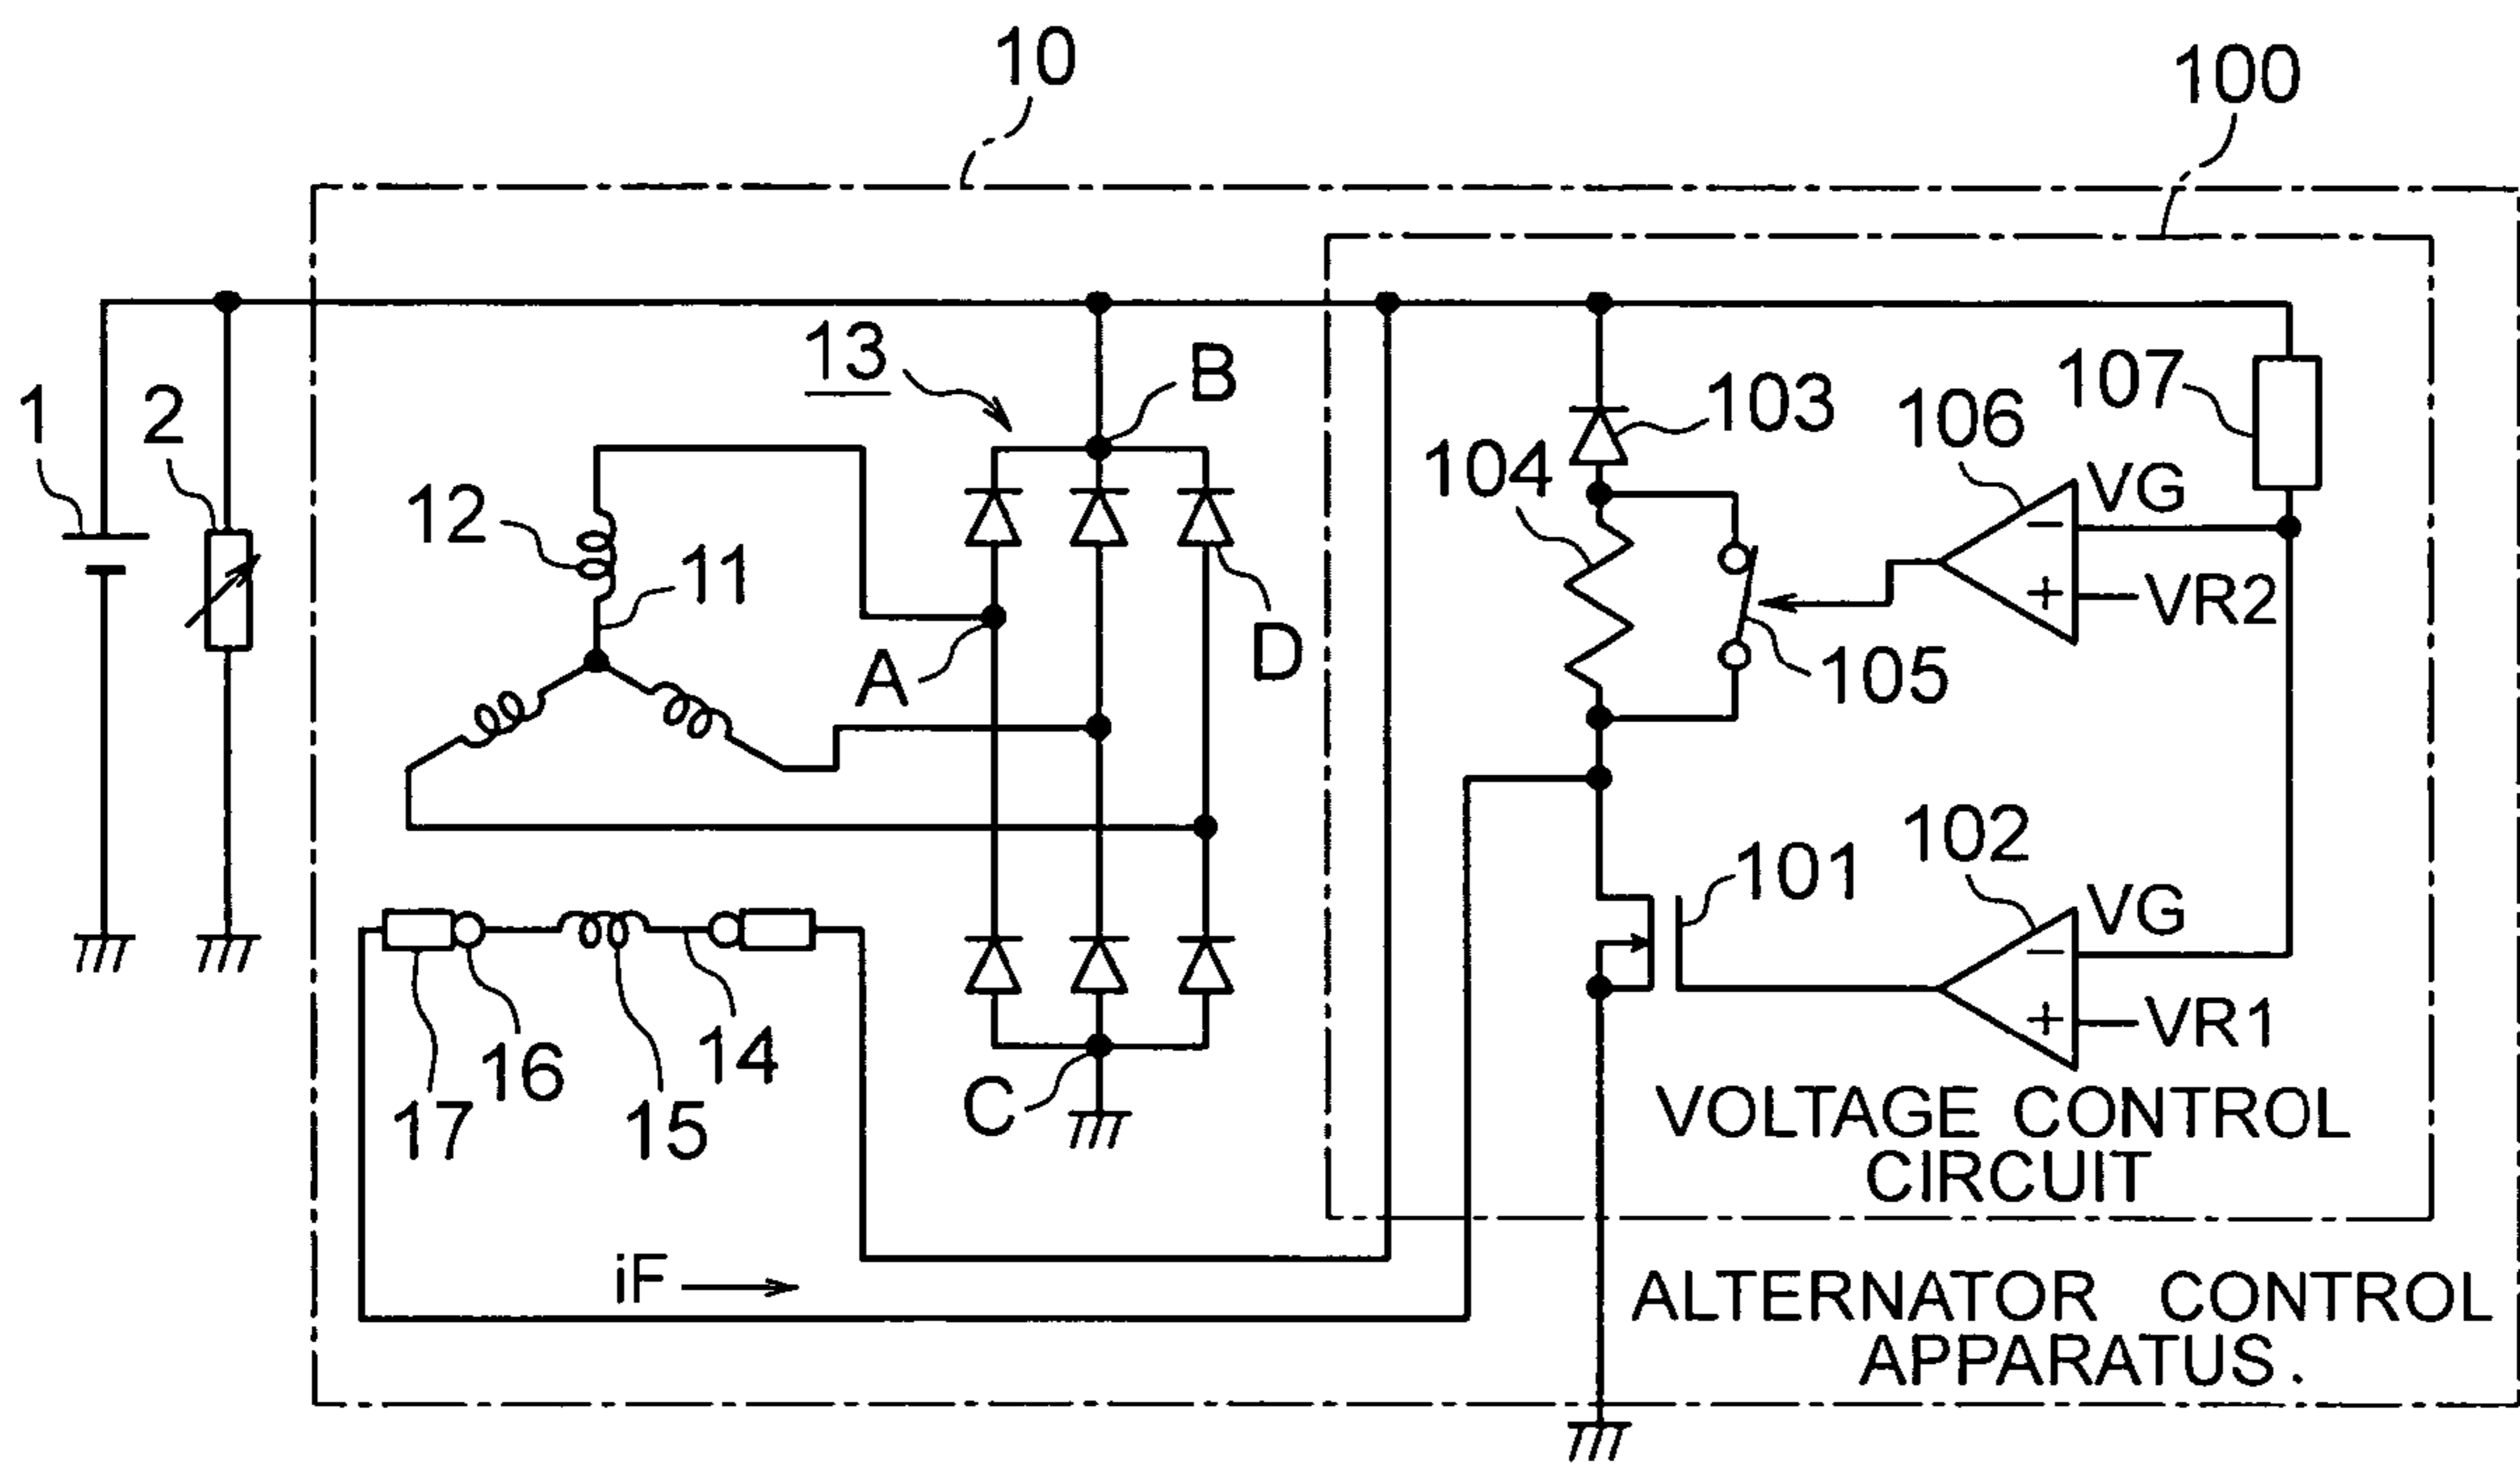 10
100
1
2
13
B
103
107
106
104
VG
12
11
VR2
A
D
105
102
101
VG
17
16
15
14
C
VR1
VOLTAGE CONTROL
CIRCUIT
iF
ALTERNATOR CONTROL
APPARATUS.